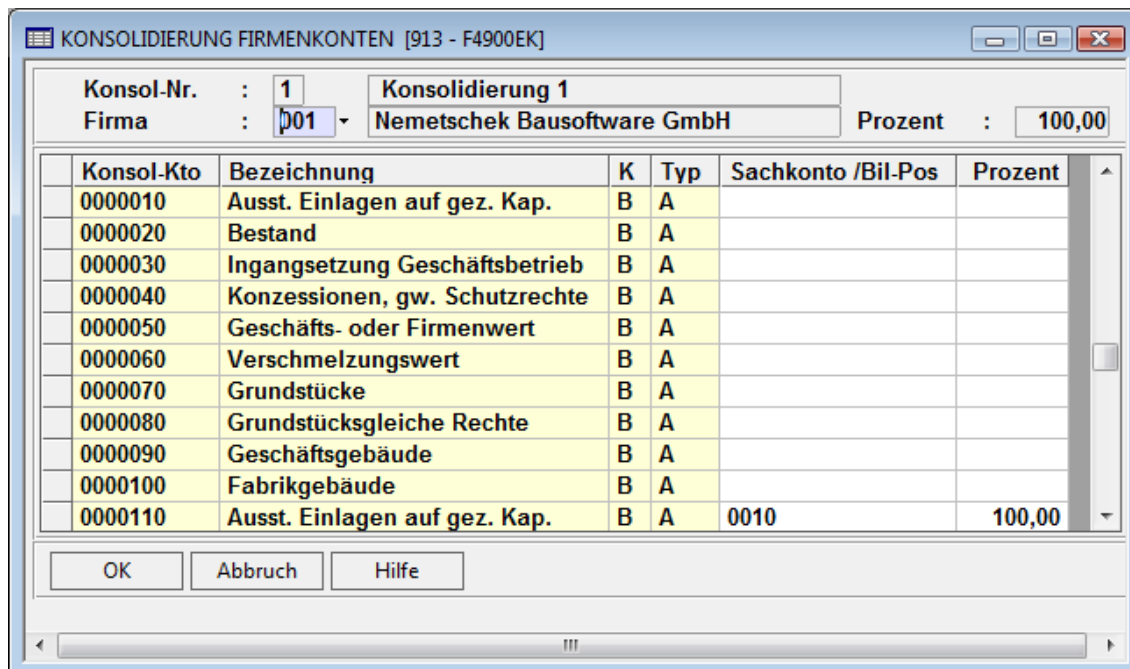 KONSOLIDIERUNG FIRMENKONTEN [913 - F4900EK]
Konsol-Nr. : 1 Konsolidierung 1
Firma : 001 Nemetschek Bausoftware GmbH Prozent : 100,00
Konsol-Kto Bezeichnung K Typ Sachkonto /Bil-Pos Prozent
0000010 Ausst. Einlagen auf gez. Kap. B A
0000020 Bestand B A
0000030 Ingangsetzung Geschäftsbetrieb B A
0000040 Konzessionen, gw. Schutzrechte B A
0000050 Geschäfts- oder Firmenwert B A
0000060 Verschmelzungswert B A
0000070 Grundstücke B A
0000080 Grundstücksgleiche Rechte B A
0000090 Geschäftsgebäude B A
0000100 Fabrikgebäude B A
0000110 Ausst. Einlagen auf gez. Kap. B A 0010 100,00
OK Abbruch Hilfe